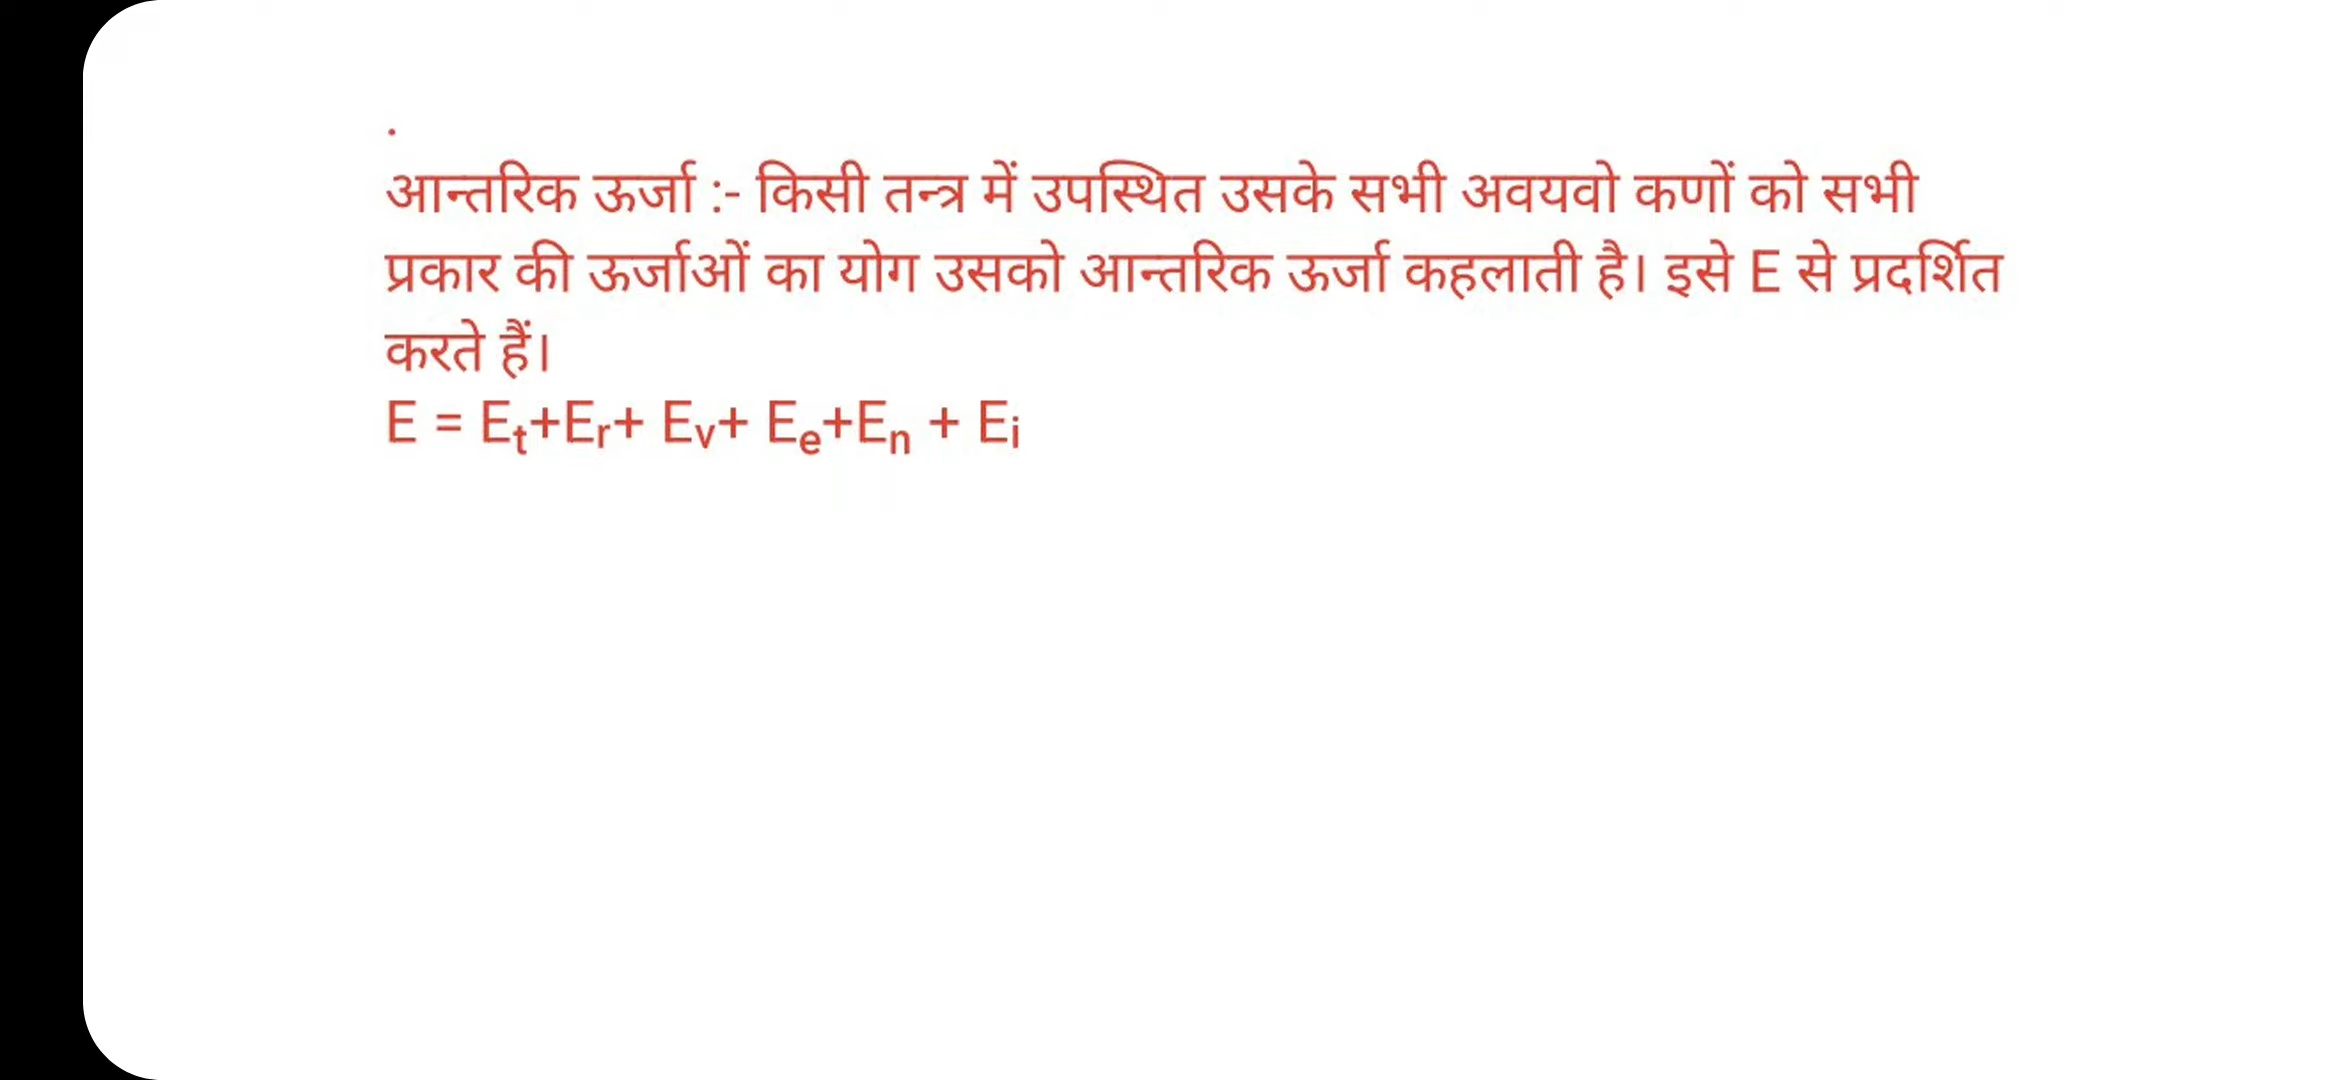 .
आन्तरिक ऊर्जा :- किसी तन्त्र में उपस्थित उसके सभी अवयवो कणों को सभी
प्रकार की ऊर्जाओं का योग उसको आन्तरिक ऊर्जा कहलाती है। इसे E से प्रदर्शित
करते हैं।
E = Et+Er+ Ev+ Ee+En + Ei